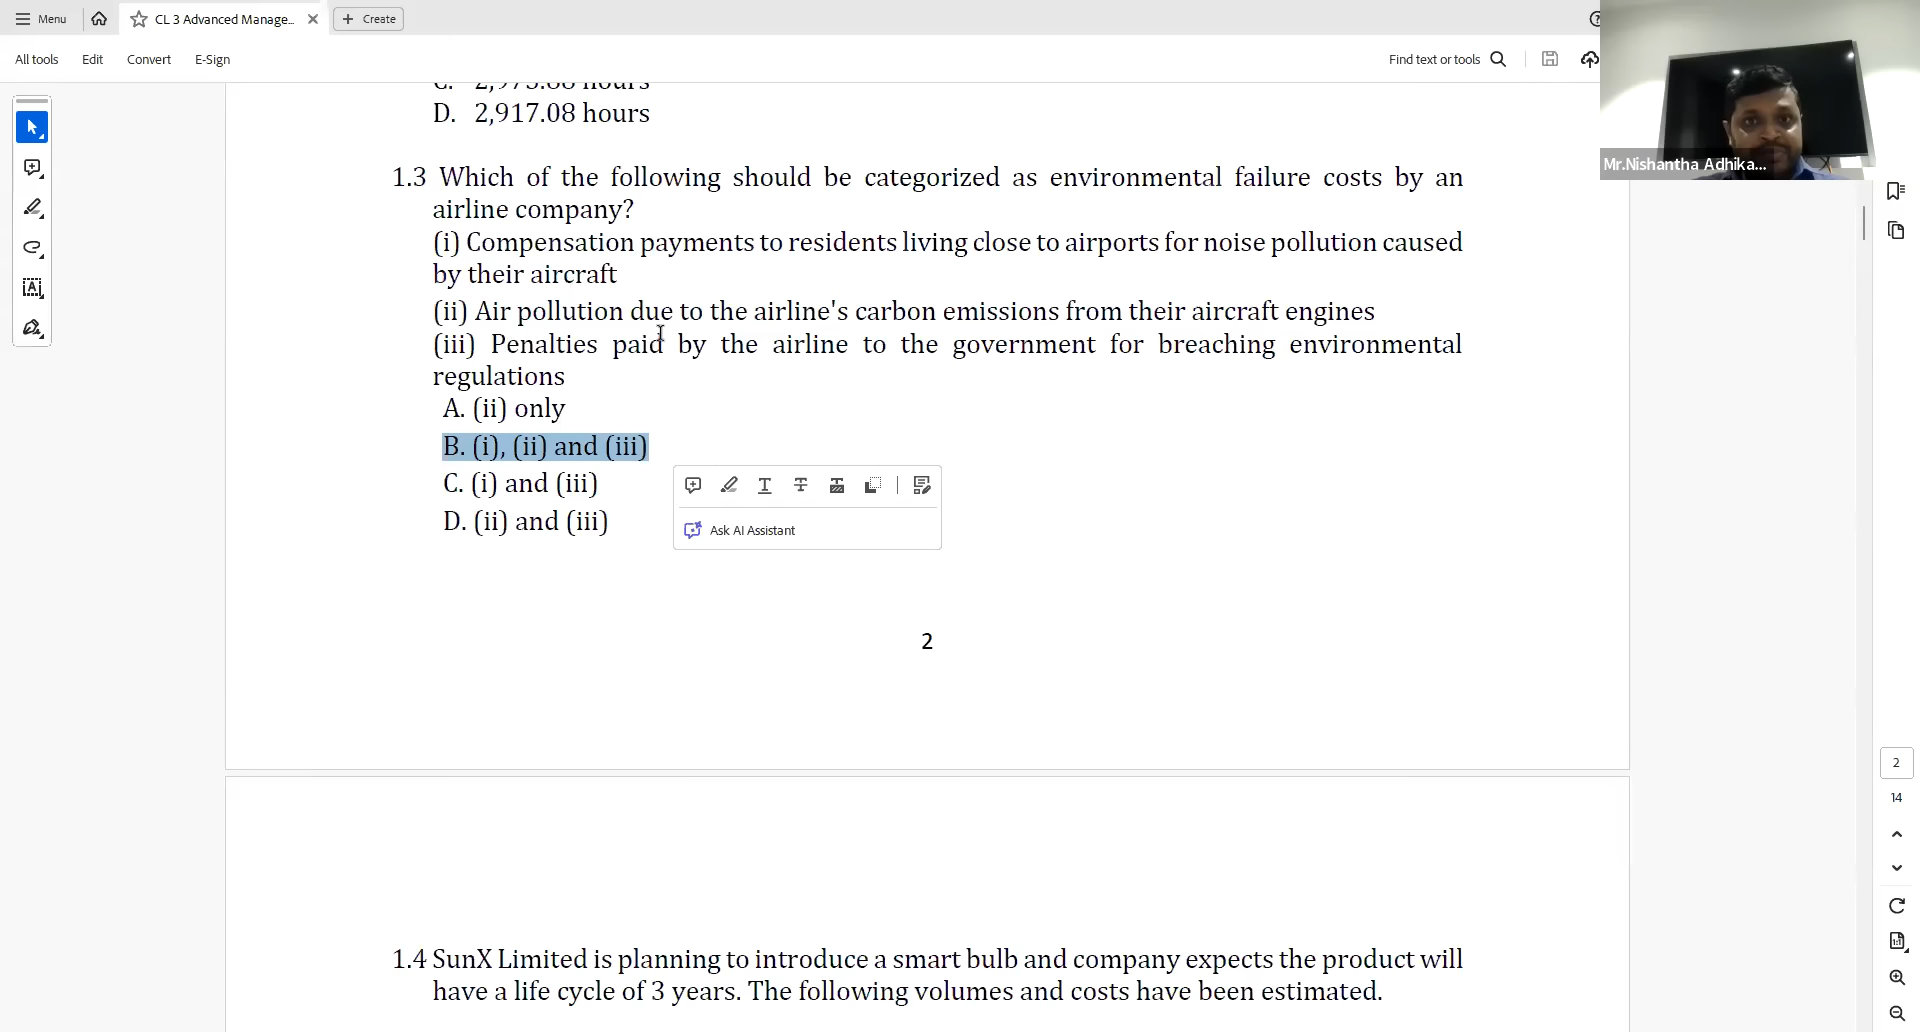 Menu
CL 3 Advanced Manage...
Create
All tools
Edit
Convert
E-Sign
Find text or tools
Mr.Nishantha Adhika...
C. 2,975.88 hours
D. 2,917.08 hours
1.3 Which of the following should be categorized as environmental failure costs by an
airline company?
(i) Compensation payments to residents living close to airports for noise pollution caused
by their aircraft
(ii) Air pollution due to the airline's carbon emissions from their aircraft engines
(iii) Penalties paid by the airline to the government for breaching environmental
regulations
A. (ii) only
B. (i), (ii) and (iii)
C. (i) and (iii)
D. (ii) and (iii)
Ask AI Assistant
2
2
14
1.4 SunX Limited is planning to introduce a smart bulb and company expects the product will
have a life cycle of 3 years. The following volumes and costs have been estimated.